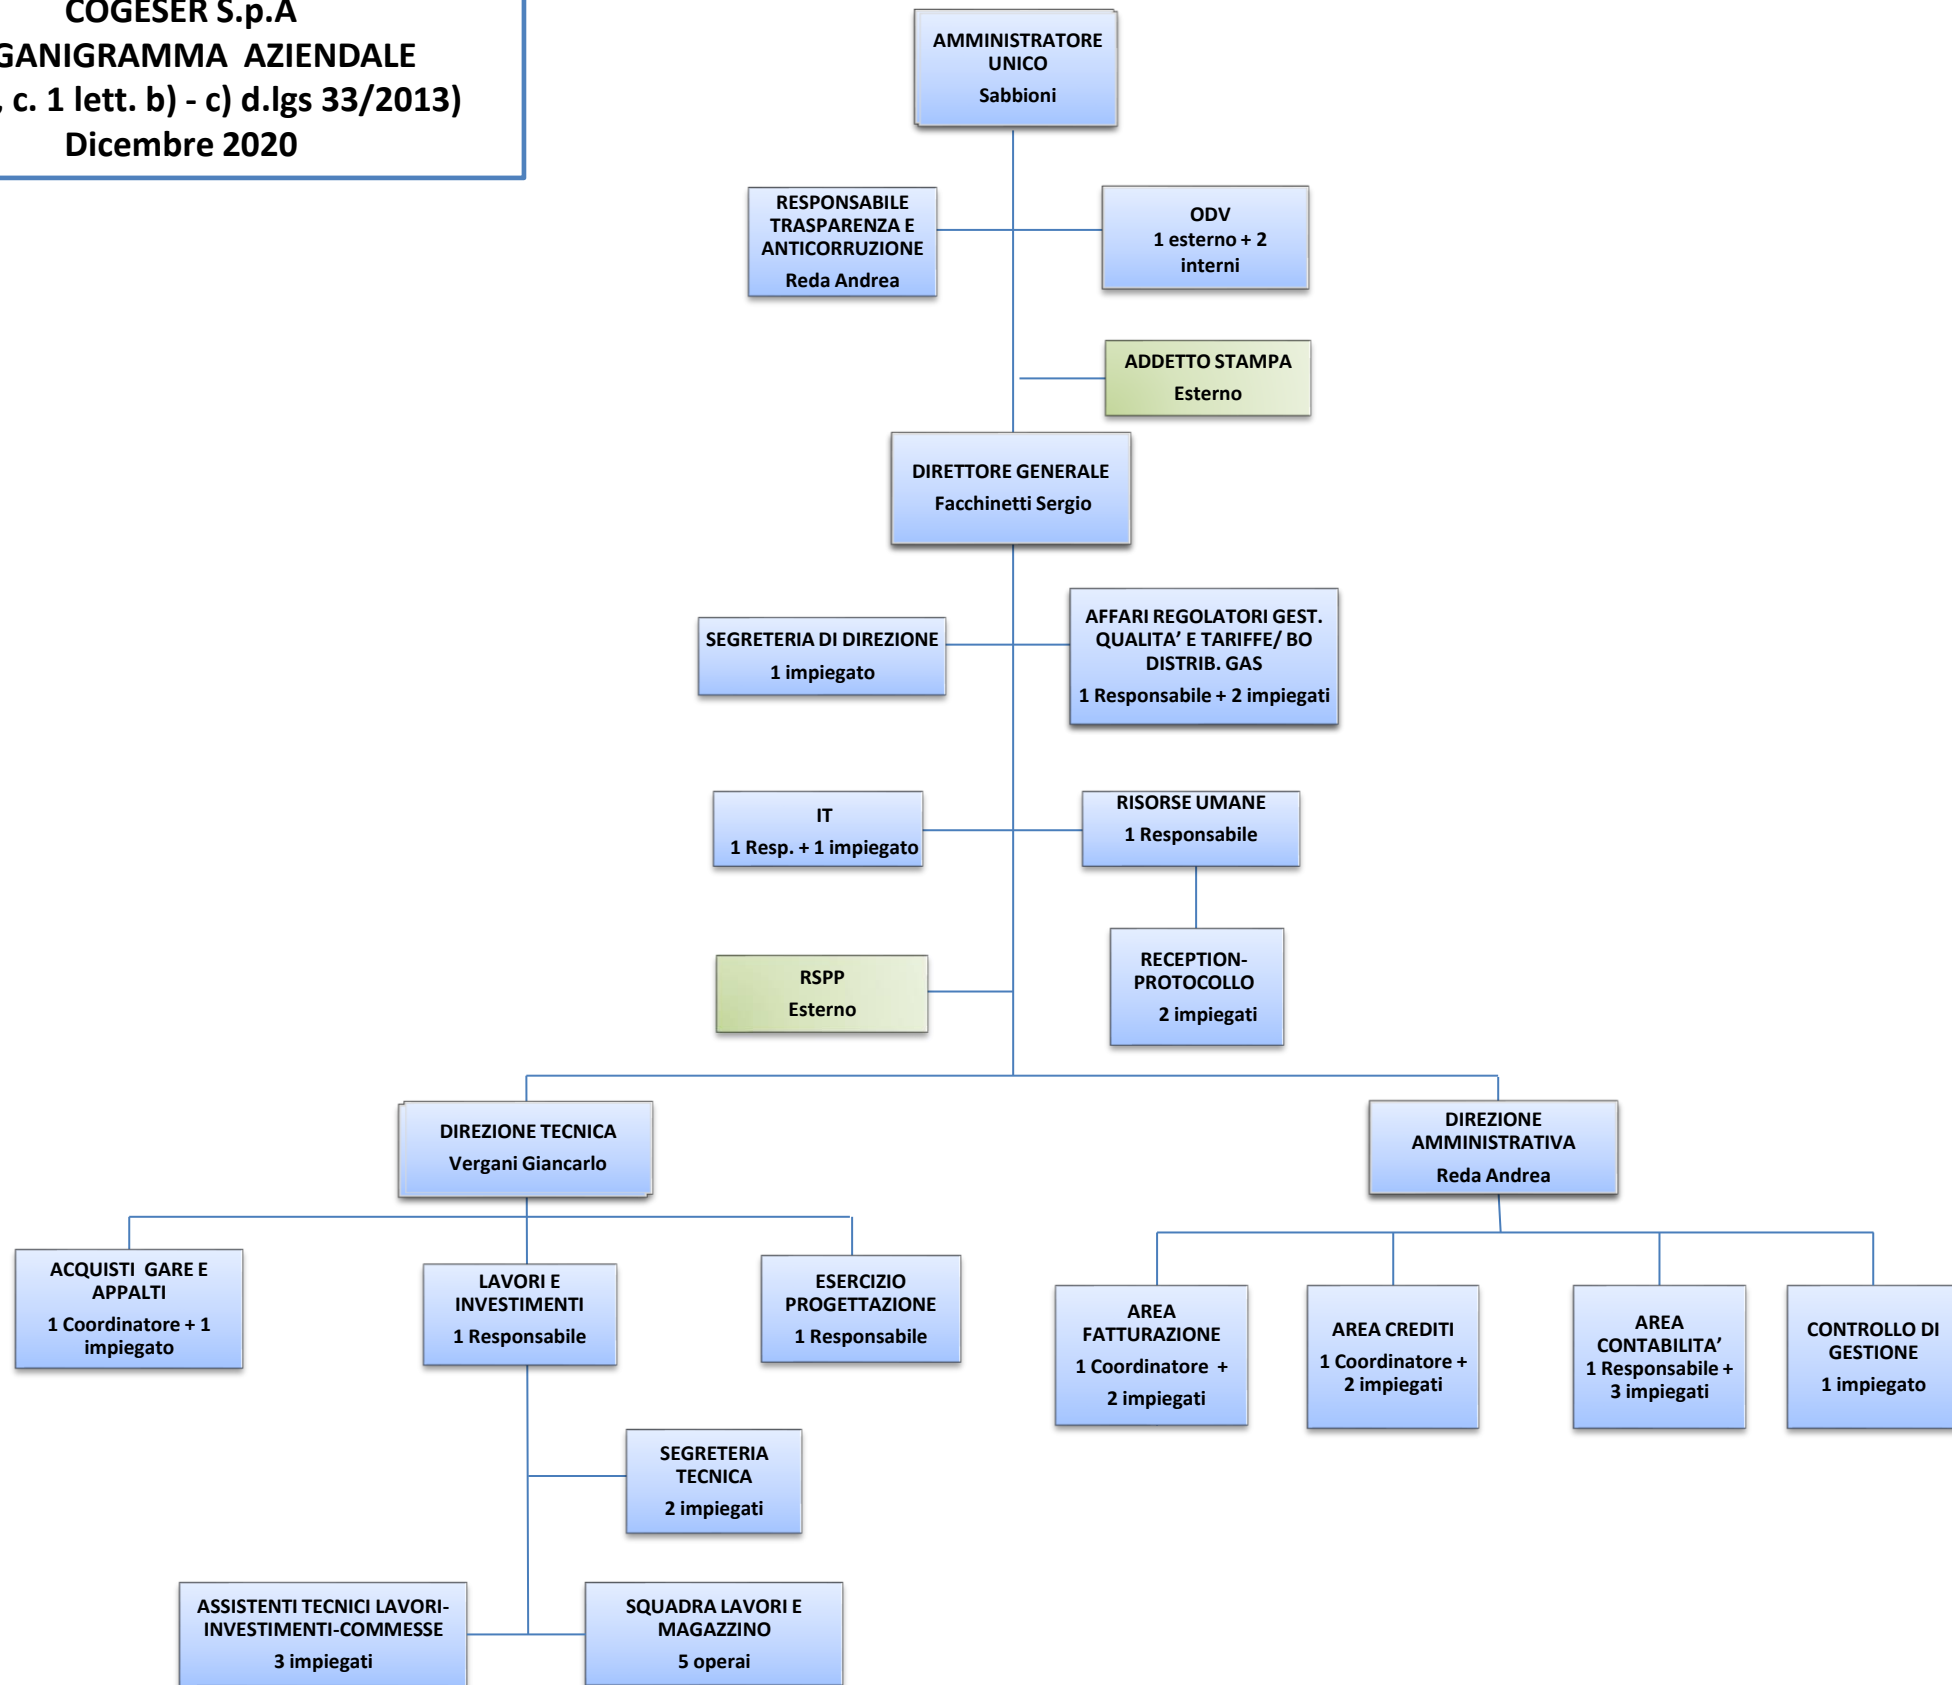 COGESER S.p.A
GANIGRAMMA AZIENDALE
, c. 1 lett. b) - c) d.lgs 33/2013)
Dicembre 2020
AMMINISTRATORE
UNICO
Sabbioni
RESPONSABILE
TRASPARENZA E
ANTICORRUZIONE
Reda Andrea
ODV
1 esterno + 2
interni
ADDETTO STAMPA
Esterno
DIRETTORE GENERALE
Facchinetti Sergio
SEGRETERIA DI DIREZIONE
1 impiegato
AFFARI REGOLATORI GEST.
QUALITA’ E TARIFFE/ BO
DISTRIB. GAS
1 Responsabile + 2 impiegati
IT
1 Resp. + 1 impiegato
RISORSE UMANE
1 Responsabile
RECEPTION-
PROTOCOLLO
2 impiegati
RSPP
Esterno
DIREZIONE TECNICA
Vergani Giancarlo
DIREZIONE
AMMINISTRATIVA
Reda Andrea
ACQUISTI GARE E
APPALTI
1 Coordinatore + 1
impiegato
LAVORI E
INVESTIMENTI
1 Responsabile
ESERCIZIO
PROGETTAZIONE
1 Responsabile
AREA
FATTURAZIONE
1 Coordinatore +
2 impiegati
AREA CREDITI
1 Coordinatore +
2 impiegati
AREA
CONTABILITA’
1 Responsabile +
3 impiegati
CONTROLLO DI
GESTIONE
1 impiegato
SEGRETERIA
TECNICA
2 impiegati
ASSISTENTI TECNICI LAVORI-
INVESTIMENTI-COMMESSE
3 impiegati
SQUADRA LAVORI E
MAGAZZINO
5 operai